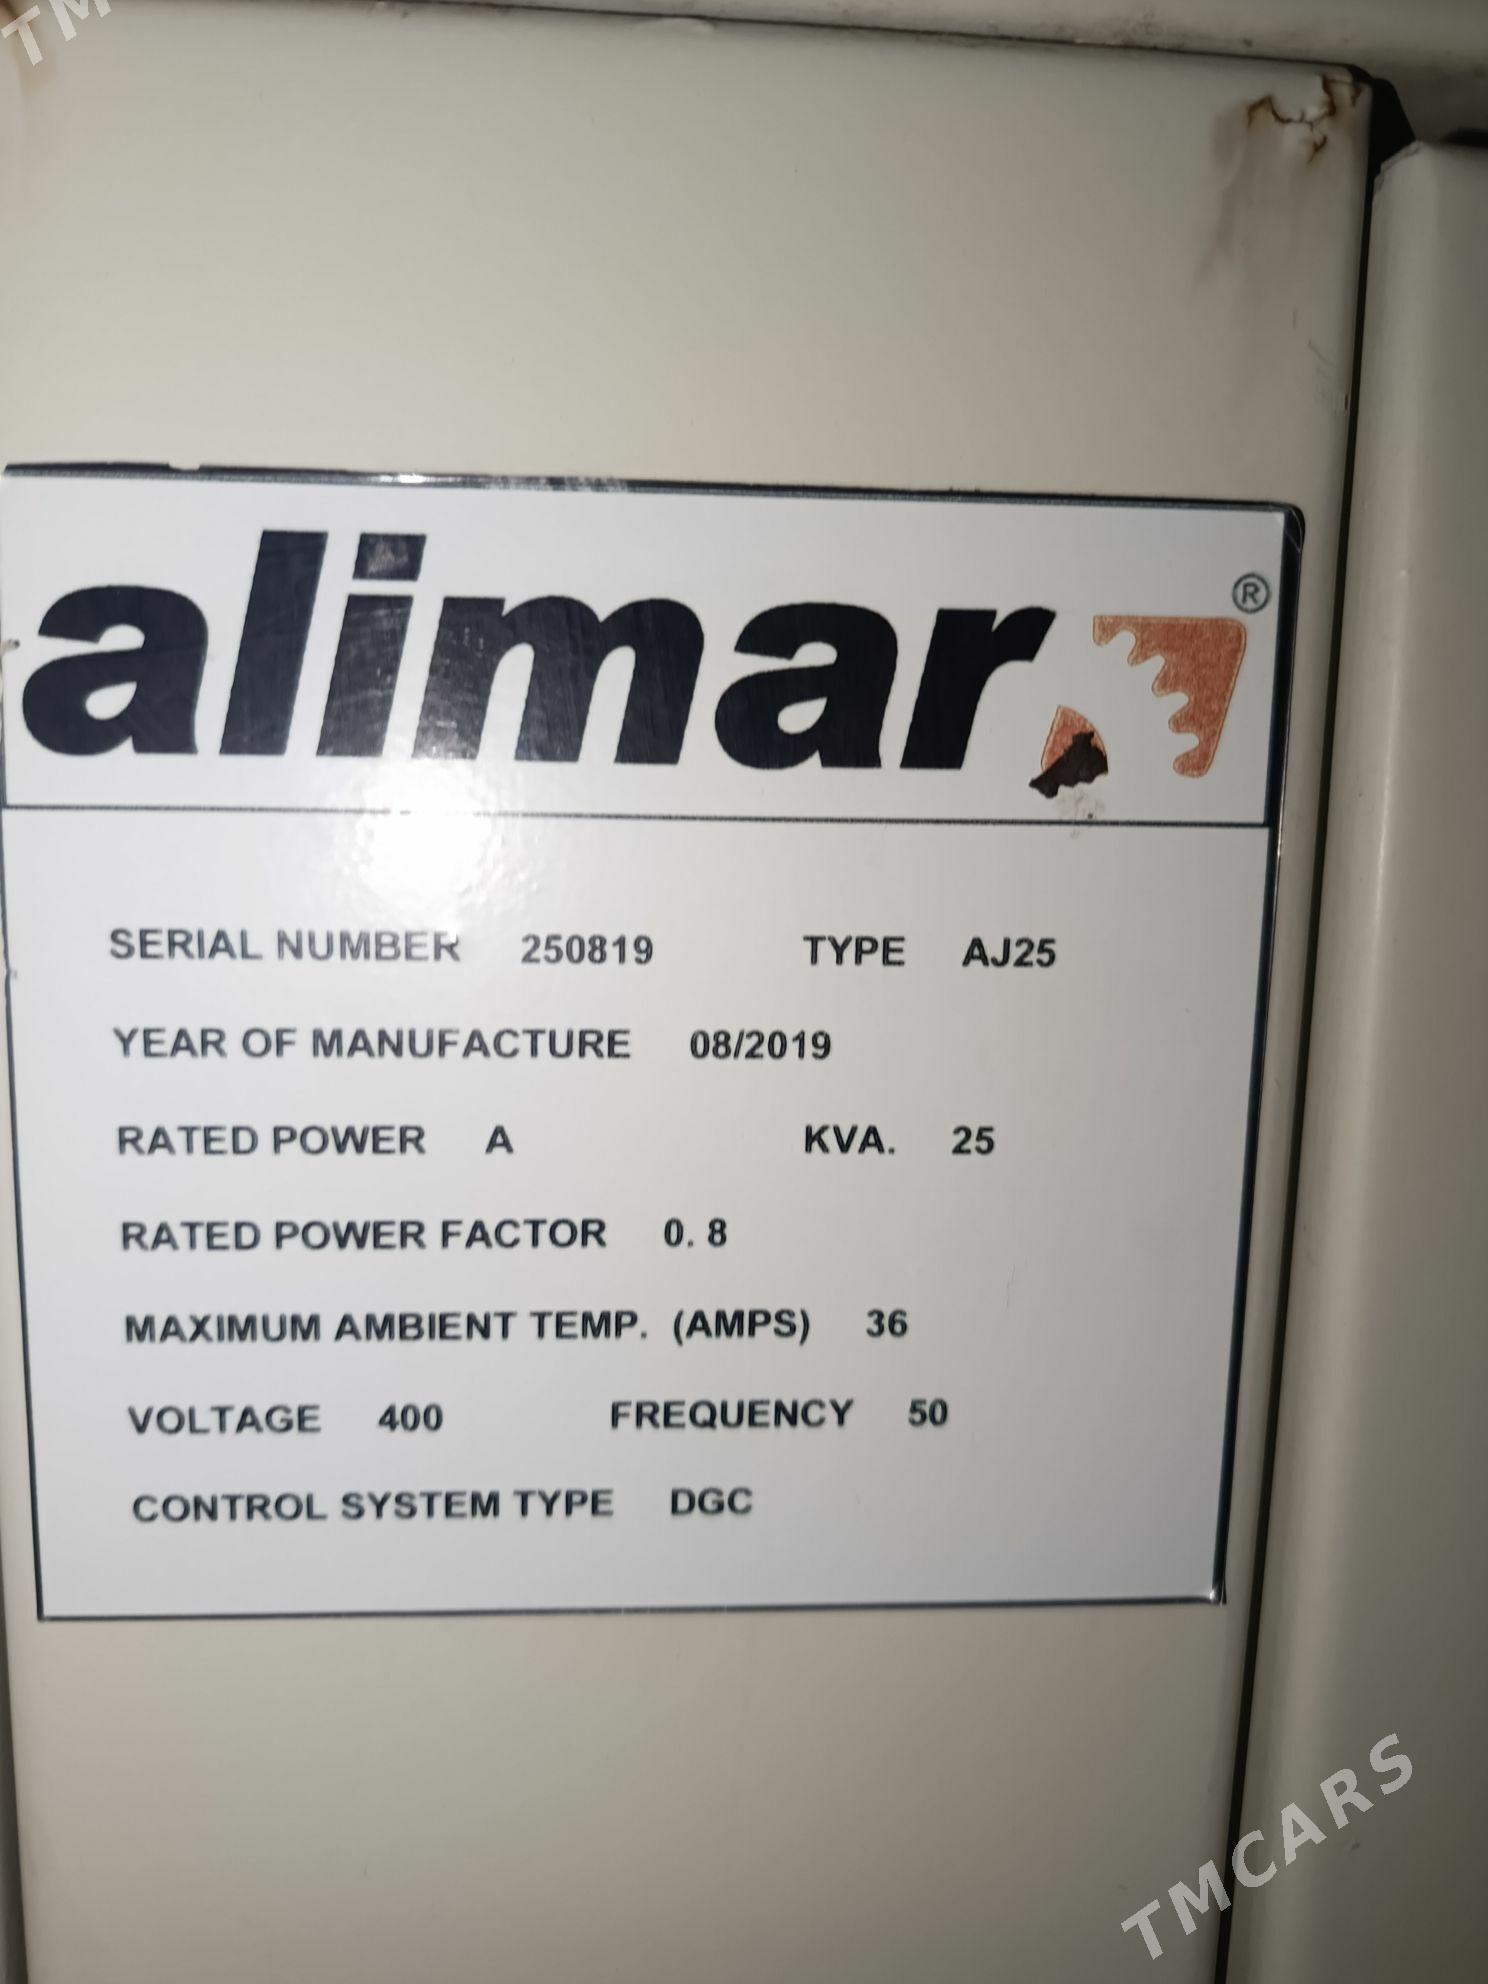 TM
alimar ®
SERIAL NUMBER 250819 TYPE AJ25
YEAR OF MANUFACTURE 08/2019
RATED POWER A KVA. 25
RATED POWER FACTOR 0. 8
MAXIMUM AMBIENT TEMP. (AMPS) 36
VOLTAGE 400 FREQUENCY 50
CONTROL SYSTEM TYPE DGC
TMCARS